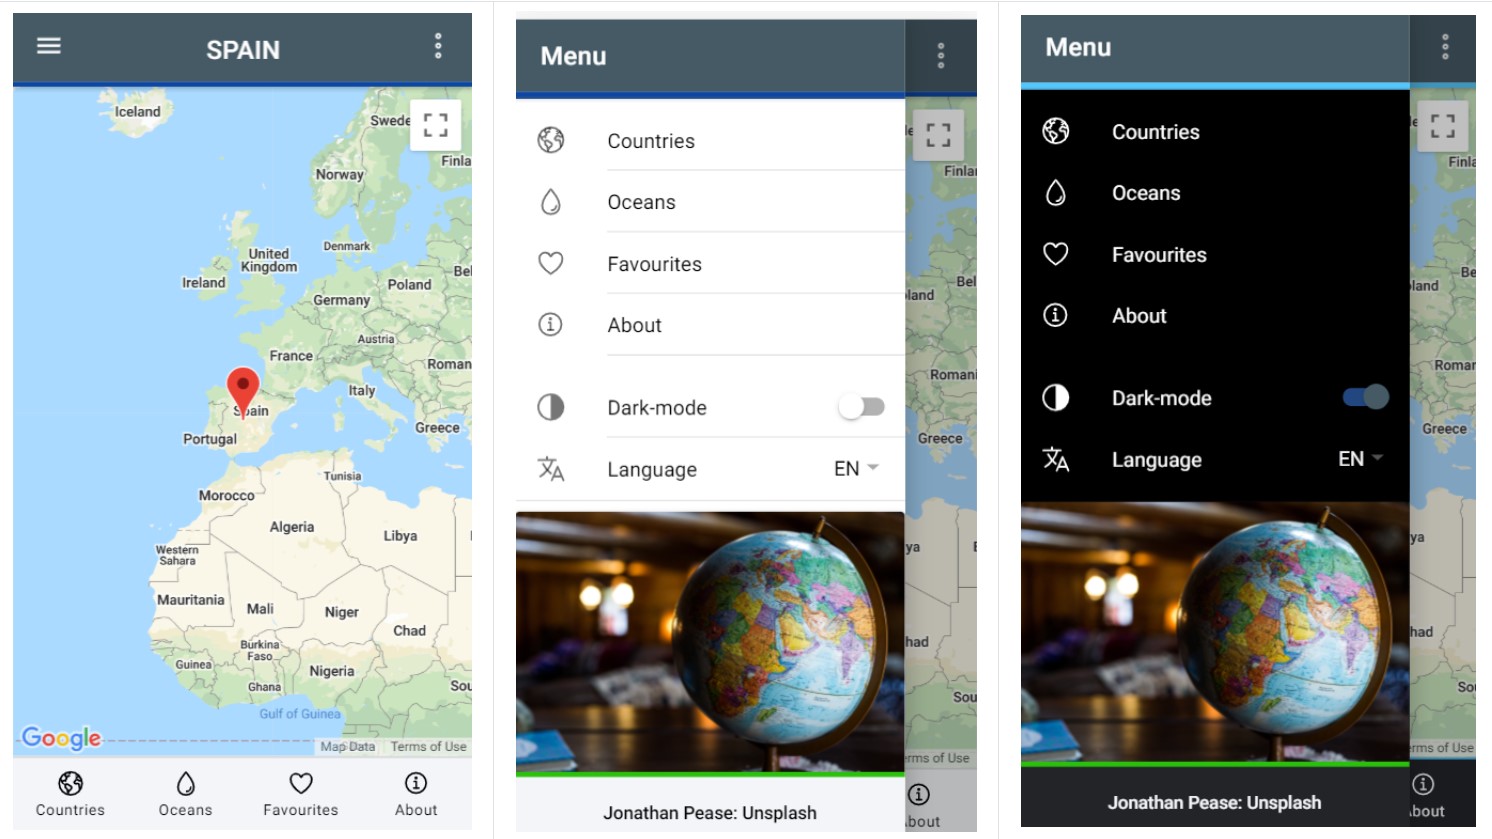 SPAIN
Iceland
Swede
Finla
Norway
Denmark
United
Kingdom
Ireland
Bel
Poland
Germany
Austria
France
Roman
Italy
Spain
Greece
Portugal
Tunisia
Morocco
Algeria
Libya
Western
Sahara
Mauritania
Mali
Niger
Chad
Burkina
Faso
Guinea
Nigeria
Ghana
Sou
Gulf of Guinea
Google
Map Data
Terms of Use
Countries
Oceans
Favourites
About
Menu
Countries
Oceans
Favourites
About
Dark-mode
Language
EN
Jonathan Pease: Unsplash
Finlan
land
Bel
Romani
Greece
ya
had
Sou
rms of Use
bout
Menu
Countries
Oceans
Favourites
About
Dark-mode
Language
EN
Jonathan Pease: Unsplash
Finla
Be
land
Romar
Greece
ya
had
So
erms of Use
bout